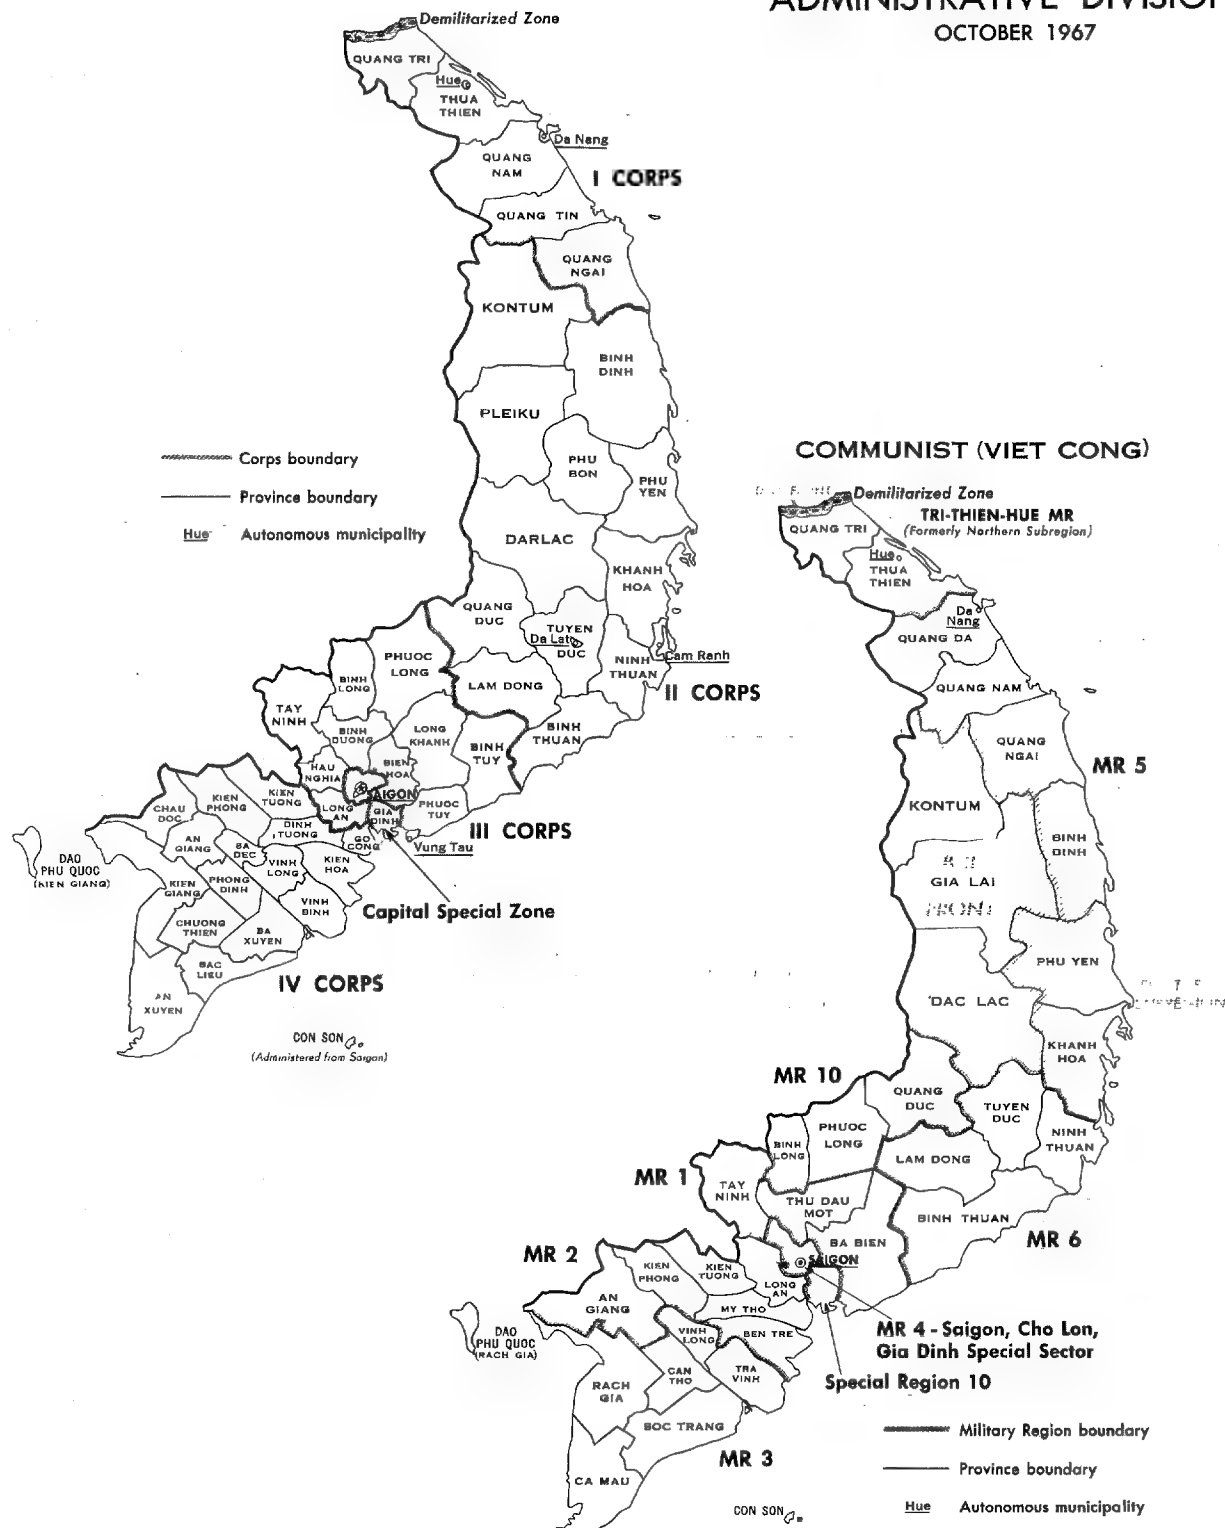 ADMINISTRATIVE DIVISION
OCTOBER 1967
Demilitarized Zone
QUANG TRI
Hue
THUA
THIEN
Da Nang
QUANG
NAM
I CORPS
QUANG TIN
QUANG
NGAI
KONTUM
BINH
DINH
PLEIKU
PHU
BON
PHU
YEN
DARLAC
KHANH
HOA
QUANG
DUC
TUYEN
Da Lat
DUC
Cam Ranh
NINH
THUAN
PHUOC
LONG
BINH
LONG
LAM DONG
II CORPS
TAY
NINH
BINH
DUONG
LONG
KHANH
BINH
TUY
BINH
THUAN
HAU
NGHIA
BIEN
HOA
SAIGON
LONG
AN
GIA
DINH
PHUOC
TUY
III CORPS
CHAU
DOC
KIEN
PHONG
KIEN
TUONG
DINH
TUONG
GO
CONG
Vung Tau
AN
GIANG
SA
DEC
VINH
LONG
KIEN
HOA
DAO
PHU QUOC
(KIEN GIANG)
KIEN
GIANG
PHONG
DINH
VINH
BINH
Capital Special Zone
CHUONG
THIEN
BA
XUYEN
BAC
LIEU
IV CORPS
AN
XUYEN
CON SON
(Administered from Saigon)
Corps boundary
Province boundary
Hue Autonomous municipality
COMMUNIST (VIET CONG)
Demilitarized Zone
TRI-THIEN-HUE MR
(Formerly Northern Subregion)
QUANG TRI
Hue
THUA
THIEN
Da
Nang
QUANG DA
QUANG NAM
QUANG
NGAI
MR 5
KONTUM
BINH
DINH
GIA LAI
FRONT
PHU YEN
DAC LAC
KHANH
HOA
MR 10
QUANG
DUC
TUYEN
DUC
PHUOC
LONG
BINH
LONG
NINH
THUAN
LAM DONG
MR 1
TAY
NINH
THU DAU
MOT
BINH THUAN
MR 6
BA BIEN
SAIGON
MR 2
KIEN
PHONG
KIEN
TUONG
LONG
AN
AN
GIANG
MY THO
VINH
LONG
BEN TRE
DAO
PHU QUOC
(RACH GIA)
MR 4 - Saigon, Cho Lon,
Gia Dinh Special Sector
Special Region 10
CAN
THO
TRA
VINH
RACH
GIA
SOC TRANG
MR 3
CA MAU
CON SON
Military Region boundary
Province boundary
Hue Autonomous municipality